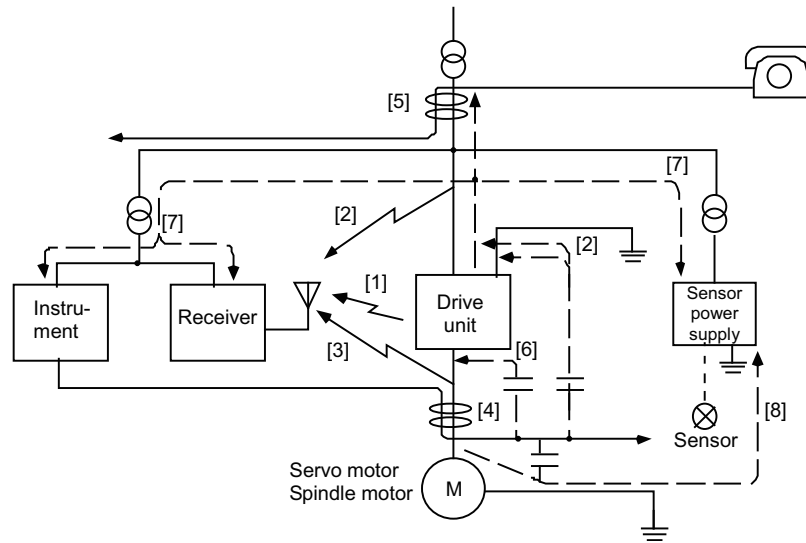 [5]
[7]
[2]
[7]
[2]
[1]
Instru-
ment
Receiver
Drive
unit
Sensor
power
supply
[3]
[6]
[4]
[8]
Sensor
Servo motor
Spindle motor
M